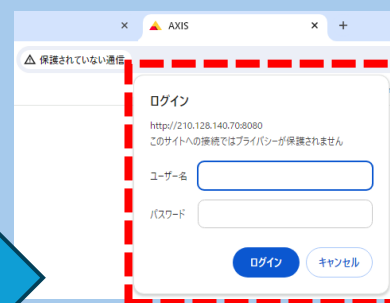 AXIS
保護されていない通信
ログイン
http://210.128.140.70:8080
このサイトへの接続ではプライバシーが保護されません
ユーザー名
パスワード
ログイン
キャンセル